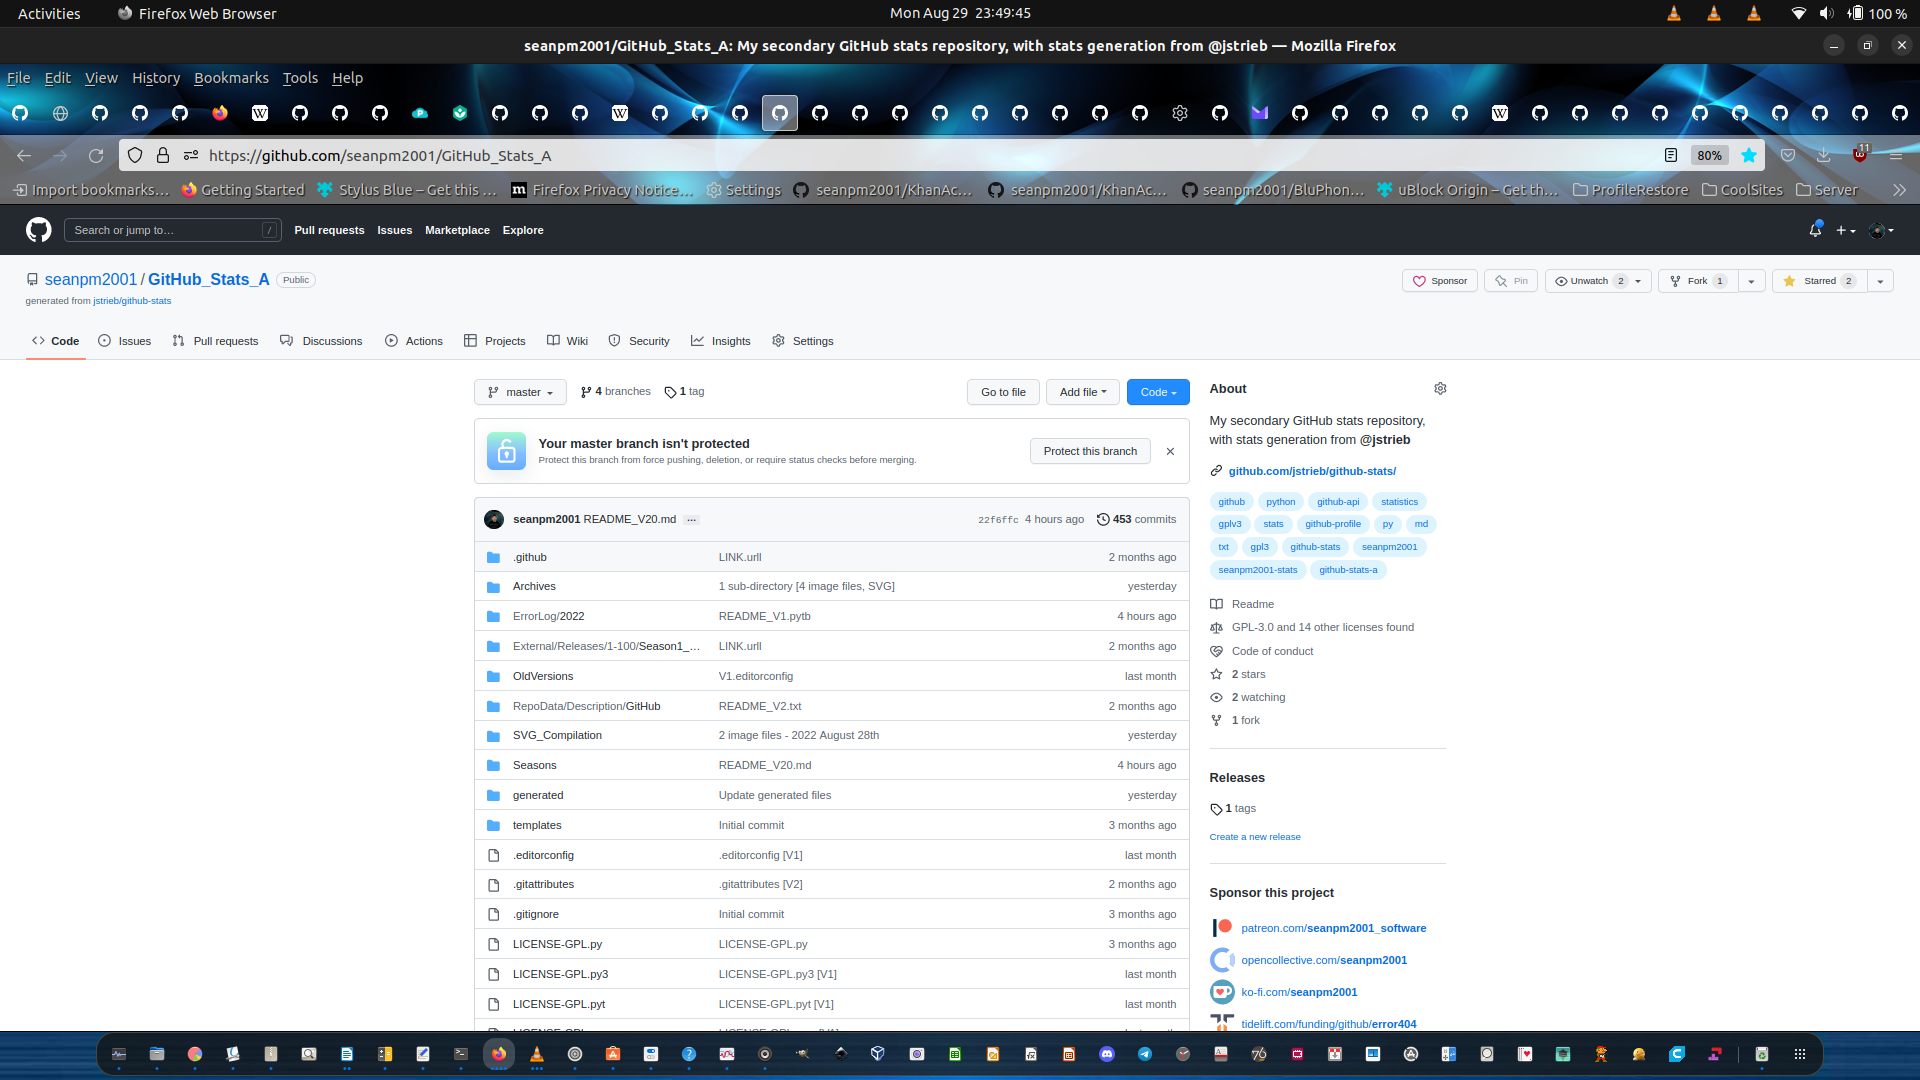 Activities
Firefox Web Browser
Mon Aug 29 23:49:45
100 %
seanpm2001/GitHub_Stats_A: My secondary GitHub stats repository, with stats generation from @jstrieb — Mozilla Firefox
File Edit View History Bookmarks Tools Help
https://github.com/seanpm2001/GitHub_Stats_A
80%
11
Import bookmarks… Getting Started Stylus Blue – Get this … Firefox Privacy Notice… Settings seanpm2001/KhanAc… seanpm2001/KhanAc… seanpm2001/BluPhon… uBlock Origin – Get th… ProfileRestore CoolSites Server
Search or jump to… /
Pull requests Issues Marketplace Explore
seanpm2001 / GitHub_Stats_A Public
generated from jstrieb/github-stats
Sponsor Pin Unwatch 2 Fork 1 Starred 2
Code Issues Pull requests Discussions Actions Projects Wiki Security Insights Settings
master 4 branches 1 tag
Go to file Add file Code
Your master branch isn't protected
Protect this branch from force pushing, deletion, or require status checks before merging.
Protect this branch
seanpm2001 README_V20.md ... 22f6ffc 4 hours ago 453 commits
.github LINK.urll 2 months ago
Archives 1 sub-directory [4 image files, SVG] yesterday
ErrorLog/2022 README_V1.pytb 4 hours ago
External/Releases/1-100/Season1_… LINK.urll 2 months ago
OldVersions V1.editorconfig last month
RepoData/Description/GitHub README_V2.txt 2 months ago
SVG_Compilation 2 image files - 2022 August 28th yesterday
Seasons README_V20.md 4 hours ago
generated Update generated files yesterday
templates Initial commit 3 months ago
.editorconfig .editorconfig [V1] last month
.gitattributes .gitattributes [V2] 2 months ago
.gitignore Initial commit 3 months ago
LICENSE-GPL.py LICENSE-GPL.py 3 months ago
LICENSE-GPL.py3 LICENSE-GPL.py3 [V1] last month
LICENSE-GPL.pyt LICENSE-GPL.pyt [V1] last month
About
My secondary GitHub stats repository,
with stats generation from @jstrieb
github.com/jstrieb/github-stats/
github python github-api statistics
gplv3 stats github-profile py md
txt gpl3 github-stats seanpm2001
seanpm2001-stats github-stats-a
Readme
GPL-3.0 and 14 other licenses found
Code of conduct
2 stars
2 watching
1 fork
Releases
1 tags
Create a new release
Sponsor this project
patreon.com/seanpm2001_software
opencollective.com/seanpm2001
ko-fi.com/seanpm2001
tidelift.com/funding/github/error404